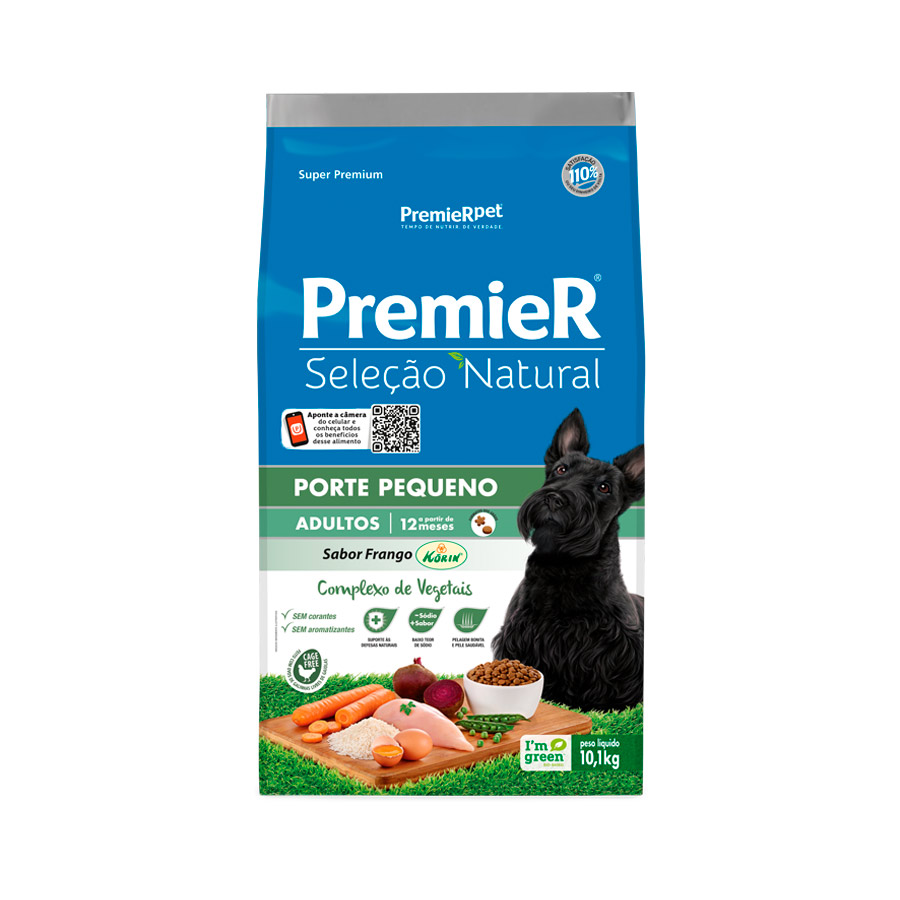 Super Premium
SATISFAÇÃO
110%
PremieRpet
TEMPO DE NUTRIR. DE VERDADE.
PremieR®
Seleção Natural
Aponte a câmera
do celular e
conheça todos
os benefícios
desse alimento
PORTE PEQUENO
ADULTOS
12 a partir de
meses
Sabor Frango KORIN
Complexo de Vegetais
SEM corantes
SEM aromatizantes
SUPORTE ÀS
DEFESAS NATURAIS
-Sódio
+Sabor
BAIXO TEOR
DE SÓDIO
PELAGEM BONITA
E PELE SAUDÁVEL
CAGE
FREE
I'm
green
peso líquido
10,1kg